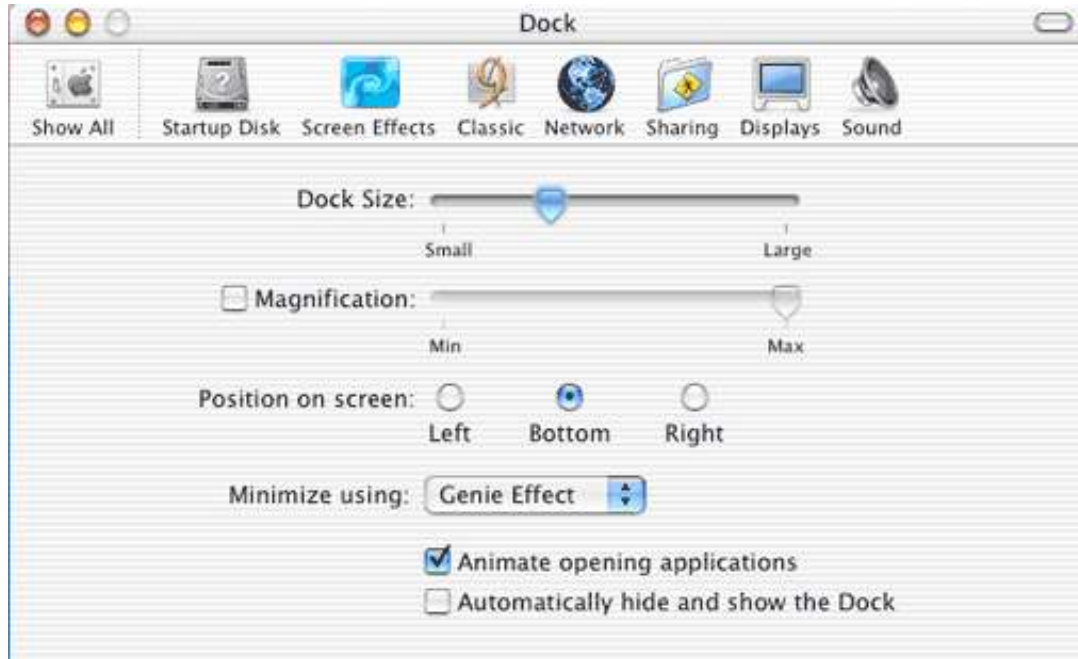 Dock
Show All Startup Disk Screen Effects Classic Network Sharing Displays Sound
Dock Size:
Small Large
Magnification:
Min Max
Position on screen:
Left Bottom Right
Minimize using: Genie Effect
Animate opening applications
Automatically hide and show the Dock